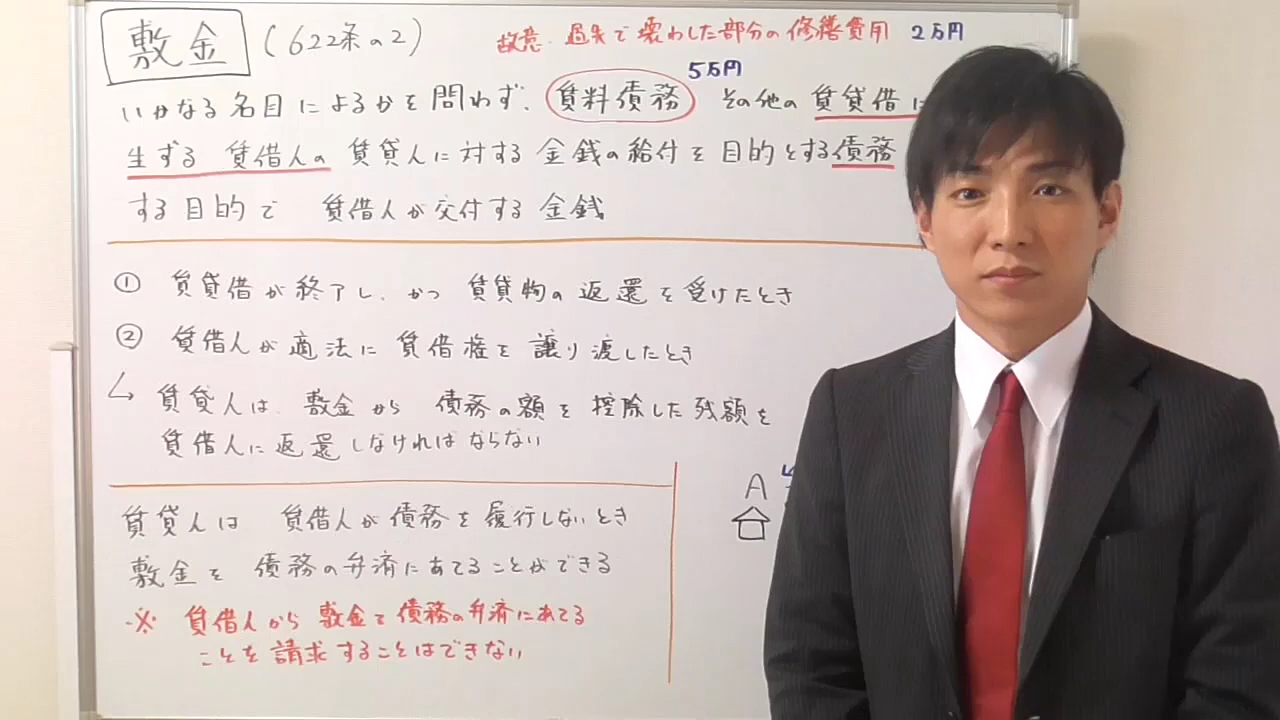 敷金 (622条の2)
故意・過失で壊わした部分の修繕費用 2万円
5万円
いかなる名目によるかを問わず、賃料債務 その他の賃貸借に
生ずる 賃借人の 賃貸人に対する 金銭の給付を目的とする債務
する目的で 賃借人が交付する金銭
① 賃貸借が終了し、かつ 賃貸物の返還を受けたとき
② 賃借人が適法に賃借権を譲り渡したとき
↳ 賃貸人は、敷金から 債務の額を控除した残額を
賃借人に返還しなければならない
A
賃貸人は 賃借人が債務を履行しないとき
敷金を 債務の弁済にあてることができる
※ 賃借人から 敷金を債務の弁済にあてる
ことを請求することはできない